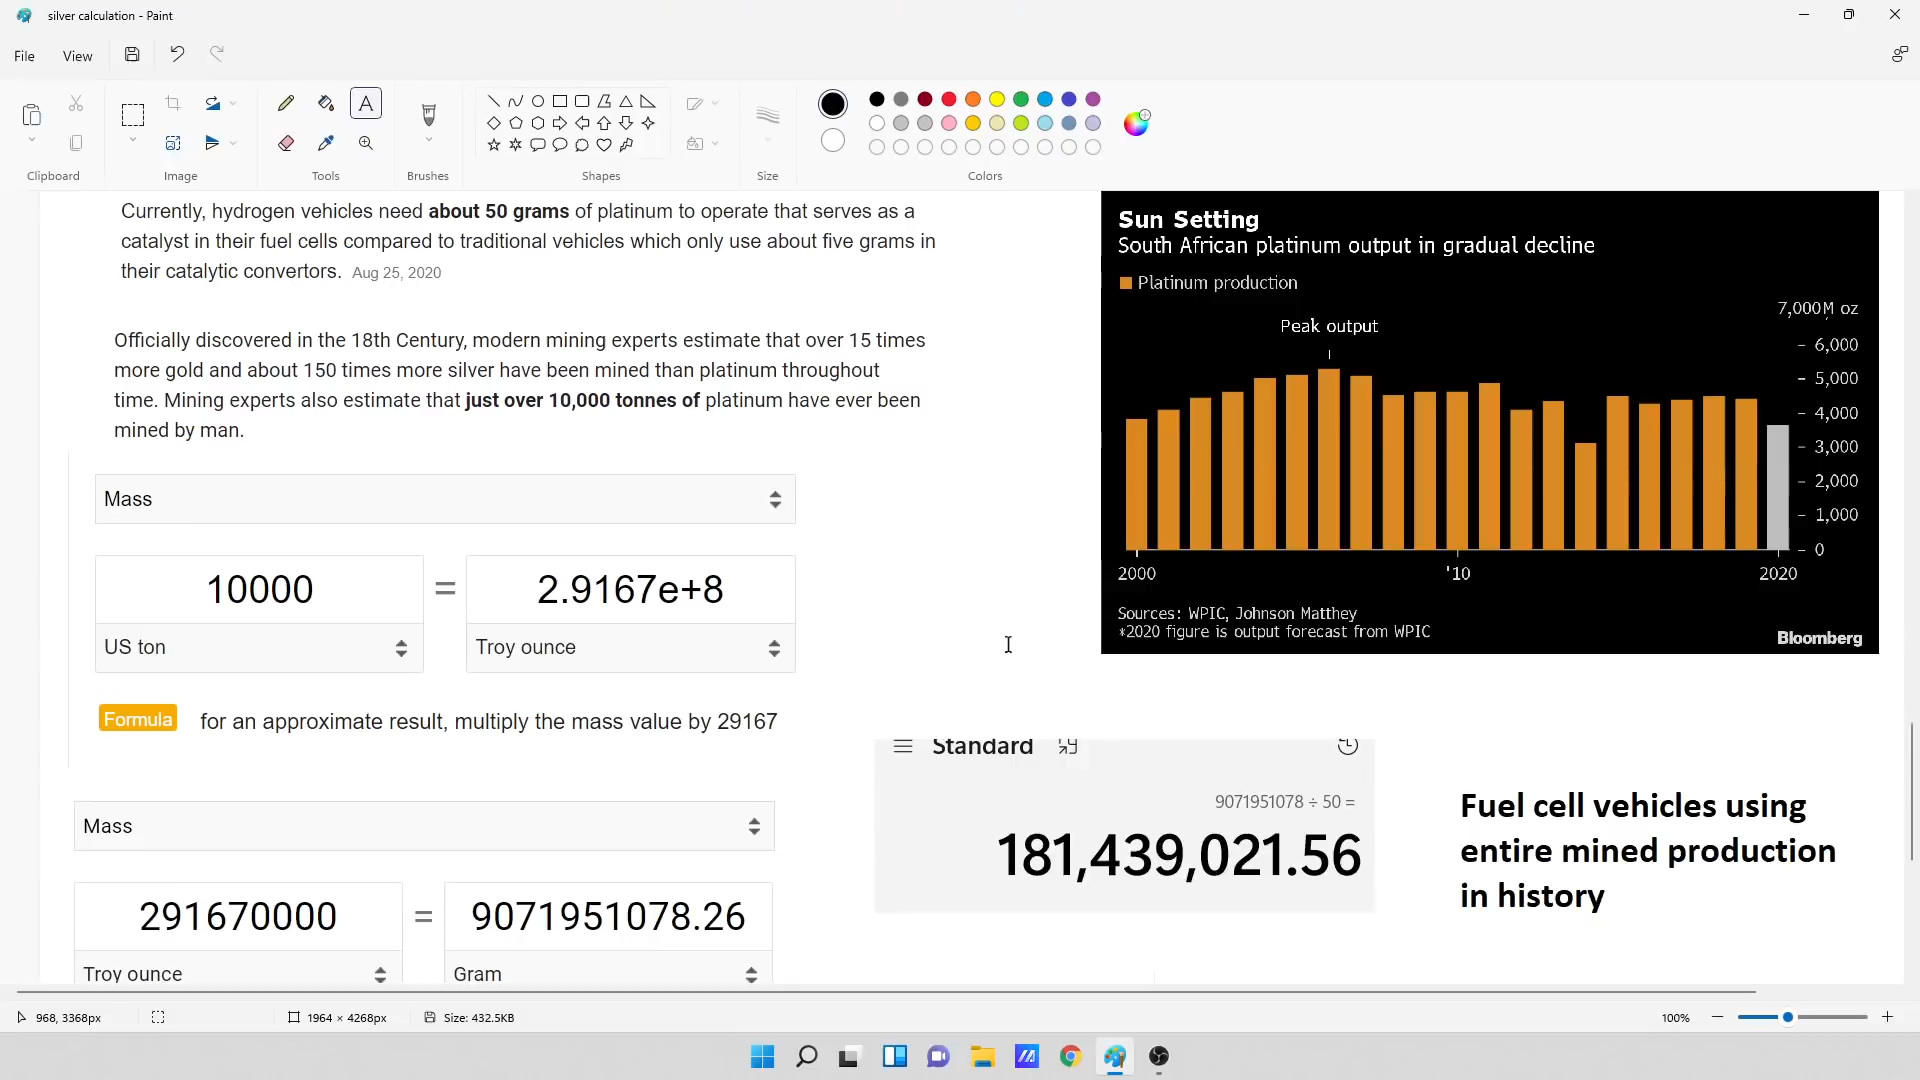 silver calculation - Paint
File
View
Clipboard
Image
Tools
Brushes
Shapes
Size
Colors
Currently, hydrogen vehicles need about 50 grams of platinum to operate that serves as a
catalyst in their fuel cells compared to traditional vehicles which only use about five grams in
their catalytic convertors. Aug 25, 2020
Officially discovered in the 18th Century, modern mining experts estimate that over 15 times
more gold and about 150 times more silver have been mined than platinum throughout
time. Mining experts also estimate that just over 10,000 tonnes of platinum have ever been
mined by man.
Mass
10000 = 2.9167e+8
US ton
Troy ounce
Formula for an approximate result, multiply the mass value by 29167
Mass
291670000 = 9071951078.26
Troy ounce
Gram
Sun Setting
South African platinum output in gradual decline
Platinum production
7,000M oz
Peak output
6,000
5,000
4,000
3,000
2,000
1,000
0
2000
'10
2020
Sources: WPIC, Johnson Matthey
*2020 figure is output forecast from WPIC
Bloomberg
Standard
9071951078 ÷ 50 =
181,439,021.56
Fuel cell vehicles using
entire mined production
in history
968, 3368px
1964 × 4268px
Size: 432.5KB
100%